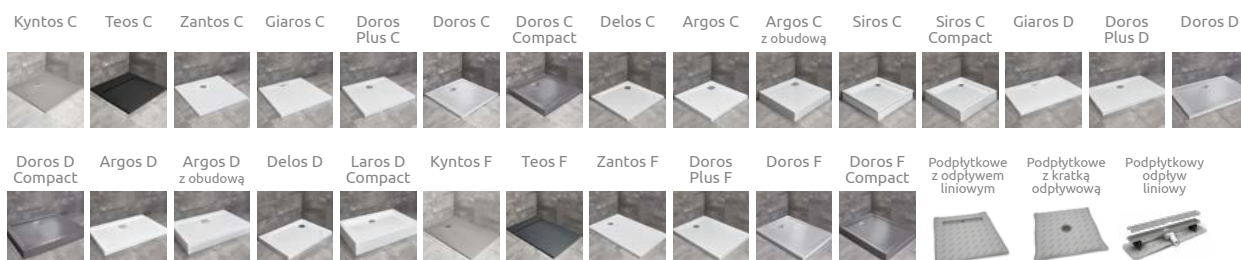 Kyntos C
Teos C
Zantos C
Giaros C
Doros
Plus C
Doros C
Doros C
Compact
Delos C
Argos C
Argos C
z obudową
Siros C
Siros C
Compact
Giaros D
Doros
Plus D
Doros D
Doros D
Compact
Argos D
Argos D
z obudową
Delos D
Laros D
Compact
Kyntos F
Teos F
Zantos F
Doros
Plus F
Doros F
Doros F
Compact
Podpłytkowe
z odpływem
liniowym
Podpłytkowe
z kratką
odpływową
Podpłytkowy
odpływ
liniowy